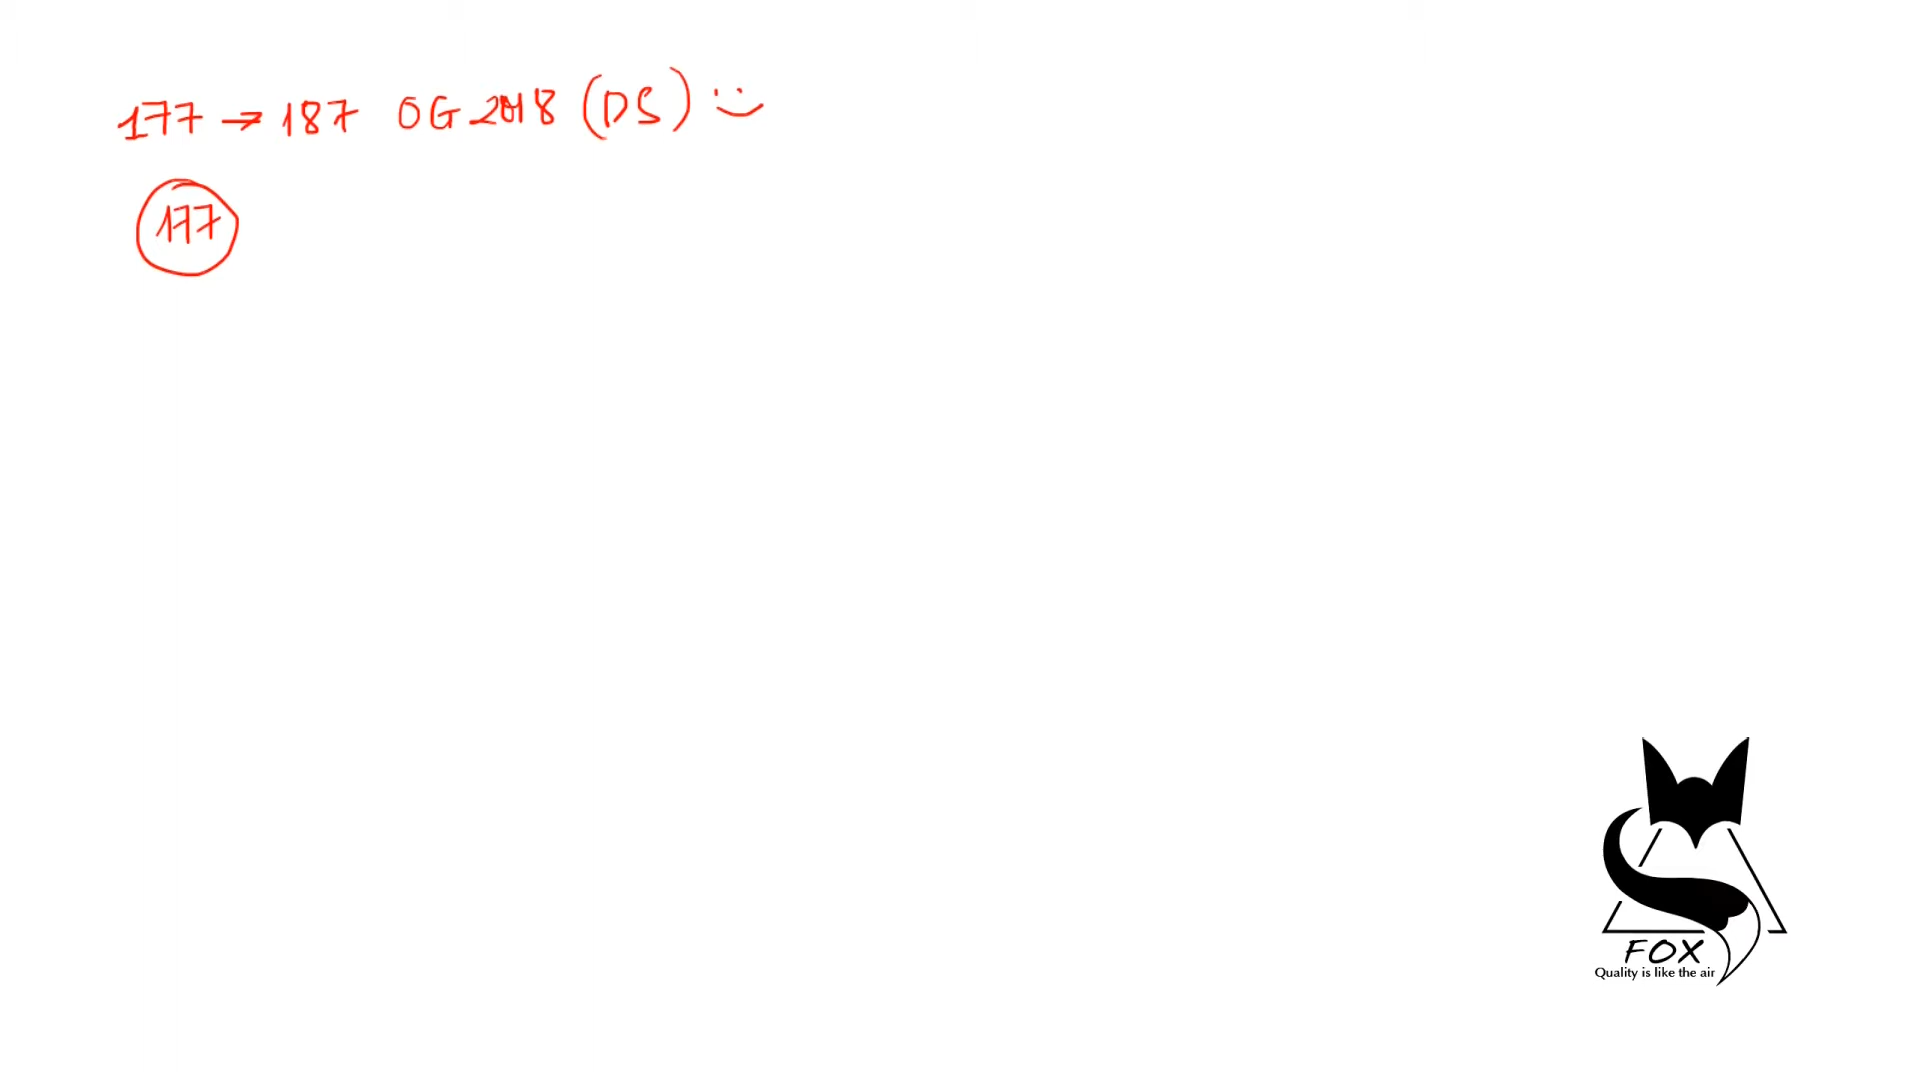 177 → 187 OG 2018 (DS) :)
177
FOX
Quality is like the air